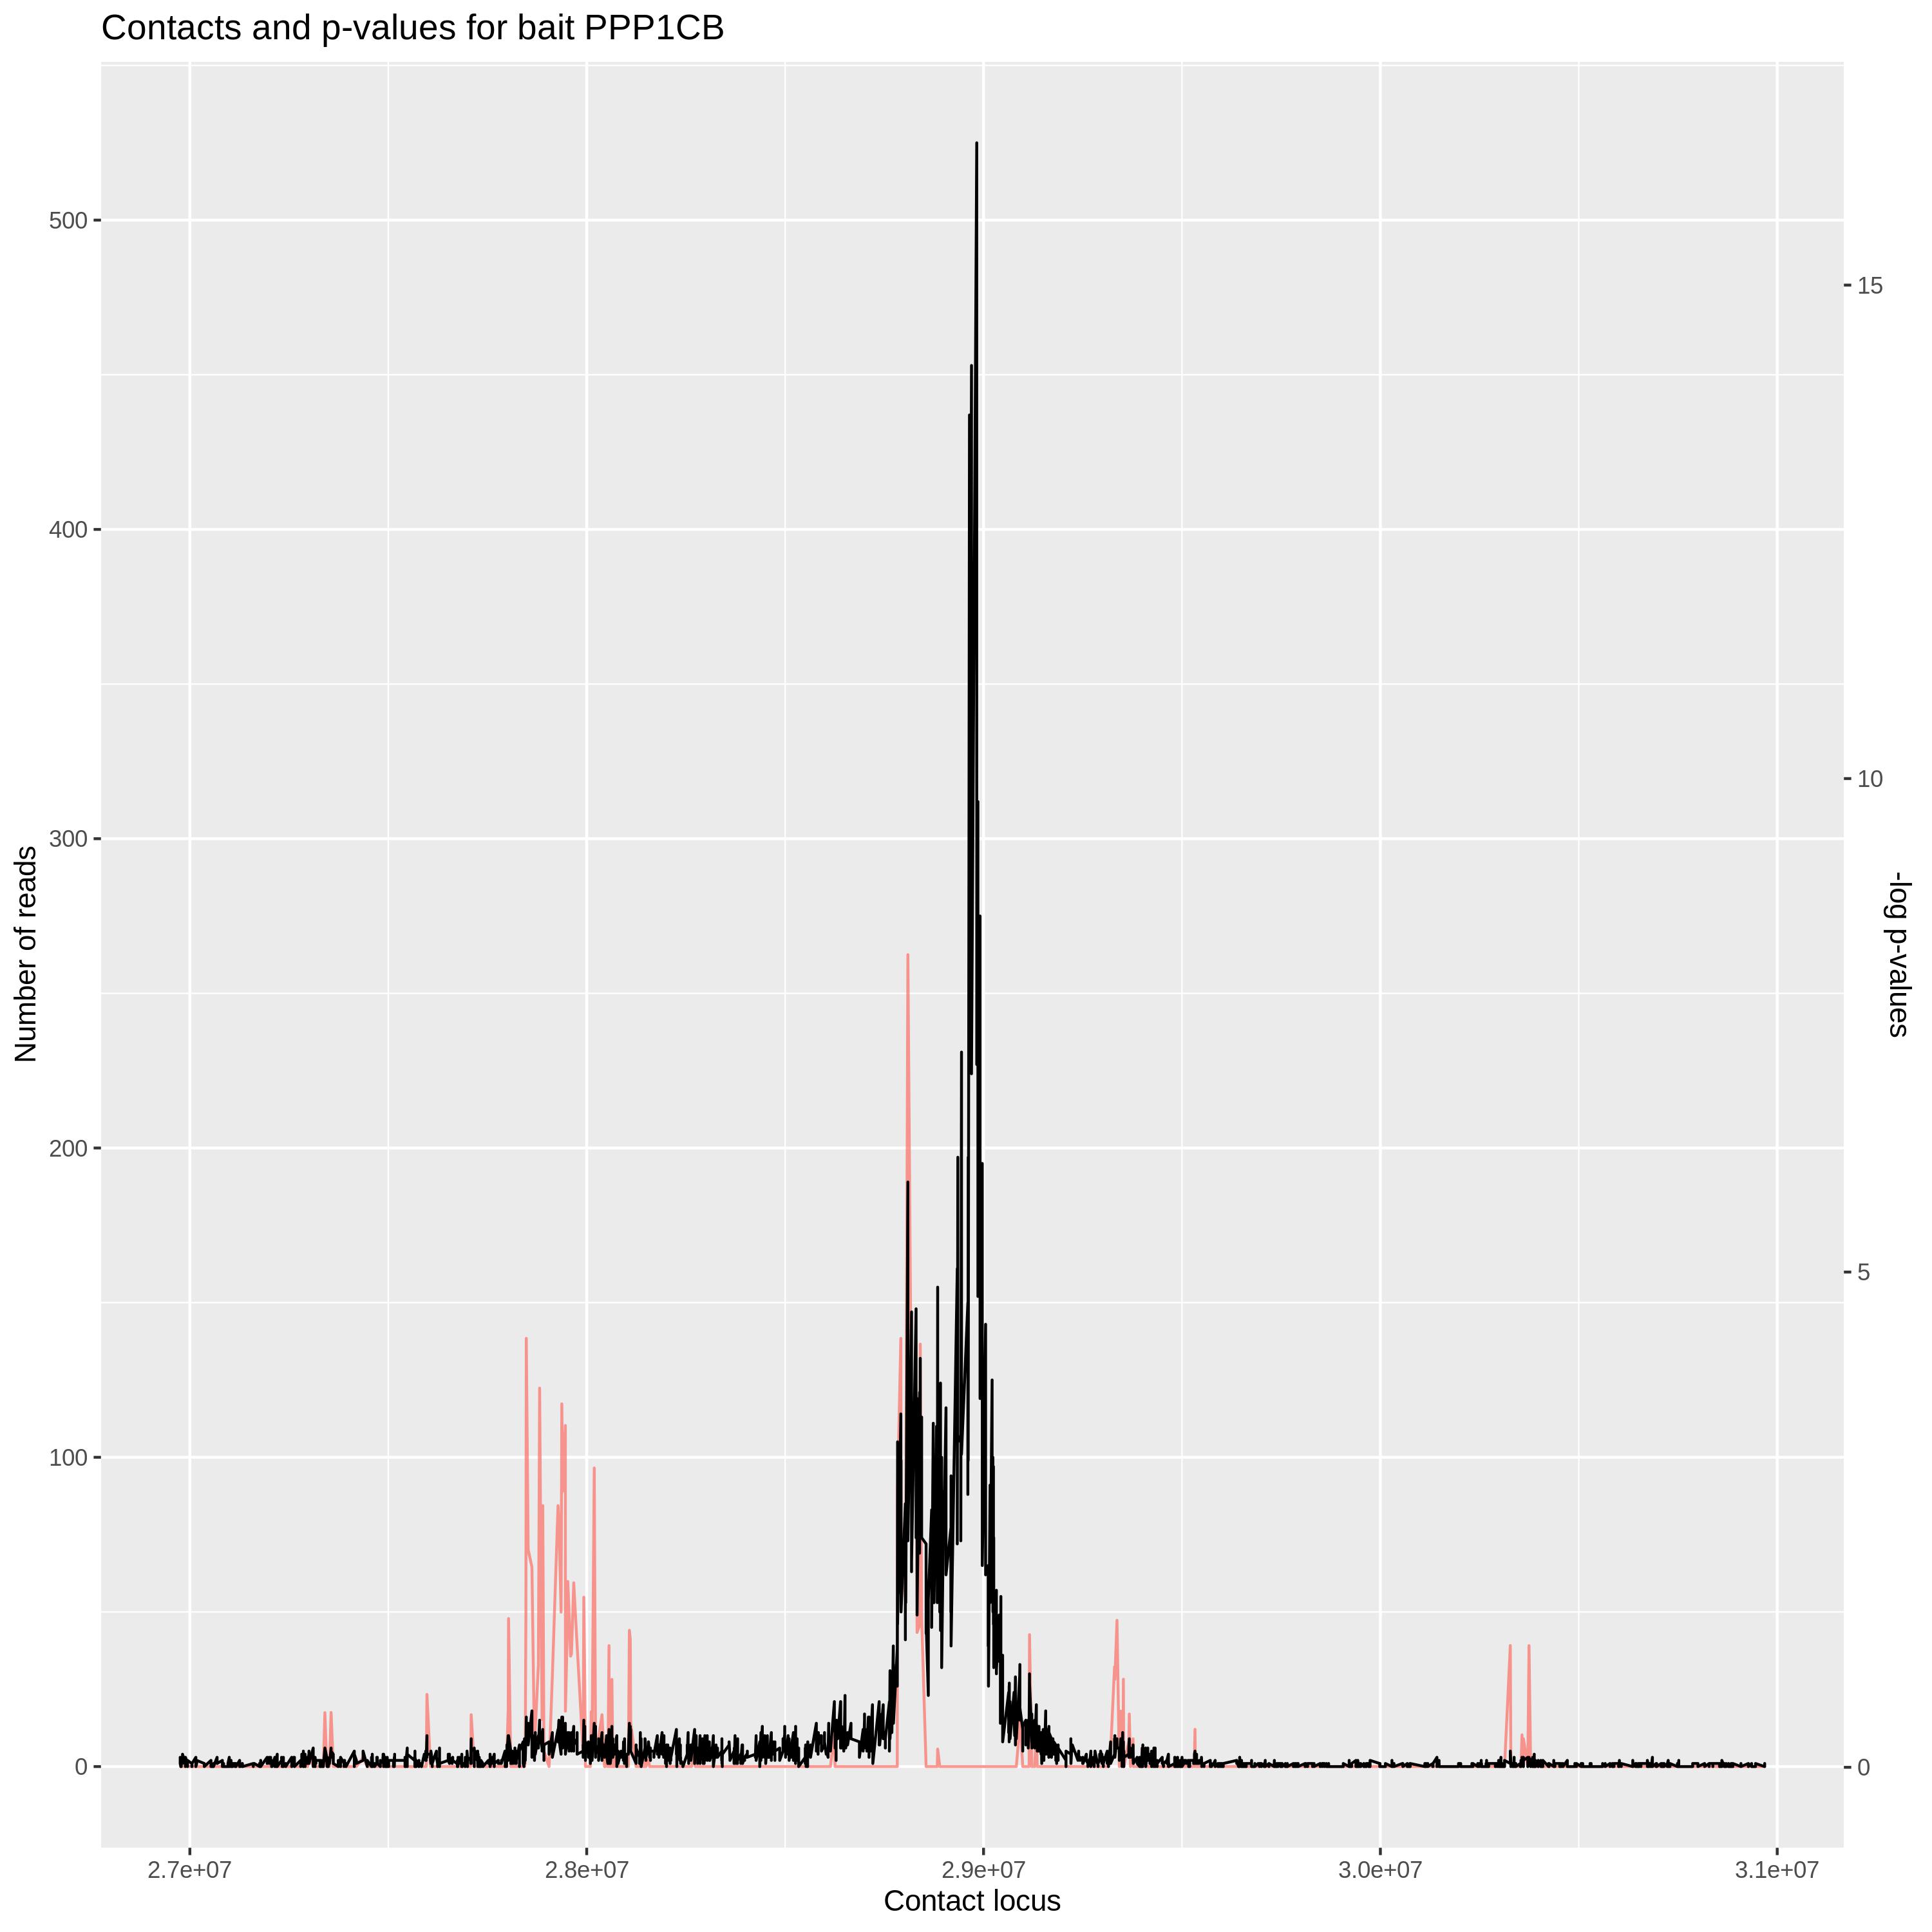 Contacts and p-values for bait PPP1CB
500
400
300
200
100
0
Number of reads
15
10
5
0
-log p-values
2.7e+07 2.8e+07 2.9e+07 3.0e+07 3.1e+07
Contact locus